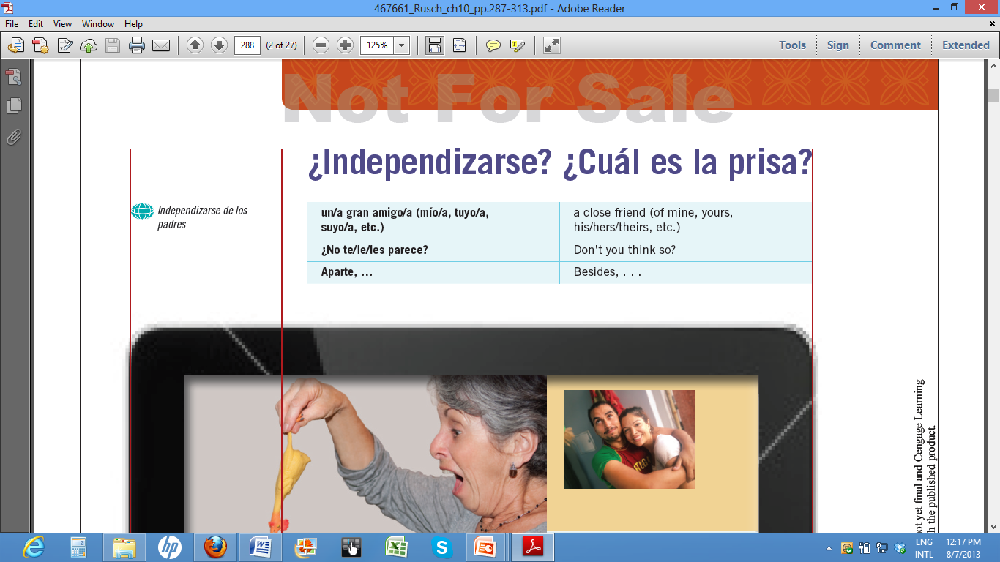 467661_Rusch_ch10_pp.287-313.pdf - Adobe Reader
File Edit View Window Help
288 (2 of 27) 125% Tools Sign Comment Extended
Not For Sale
¿Independizarse? ¿Cuál es la prisa?
Independizarse de los
padres
un/a gran amigo/a (mío/a, tuyo/a,
suyo/a, etc.)
a close friend (of mine, yours,
his/hers/theirs, etc.)
¿No te/le/les parece?
Don't you think so?
Aparte, ...
Besides, . . .
yet final and Cengage Learning
the published product.
hp
ENG
INTL
12:17 PM
8/7/2013